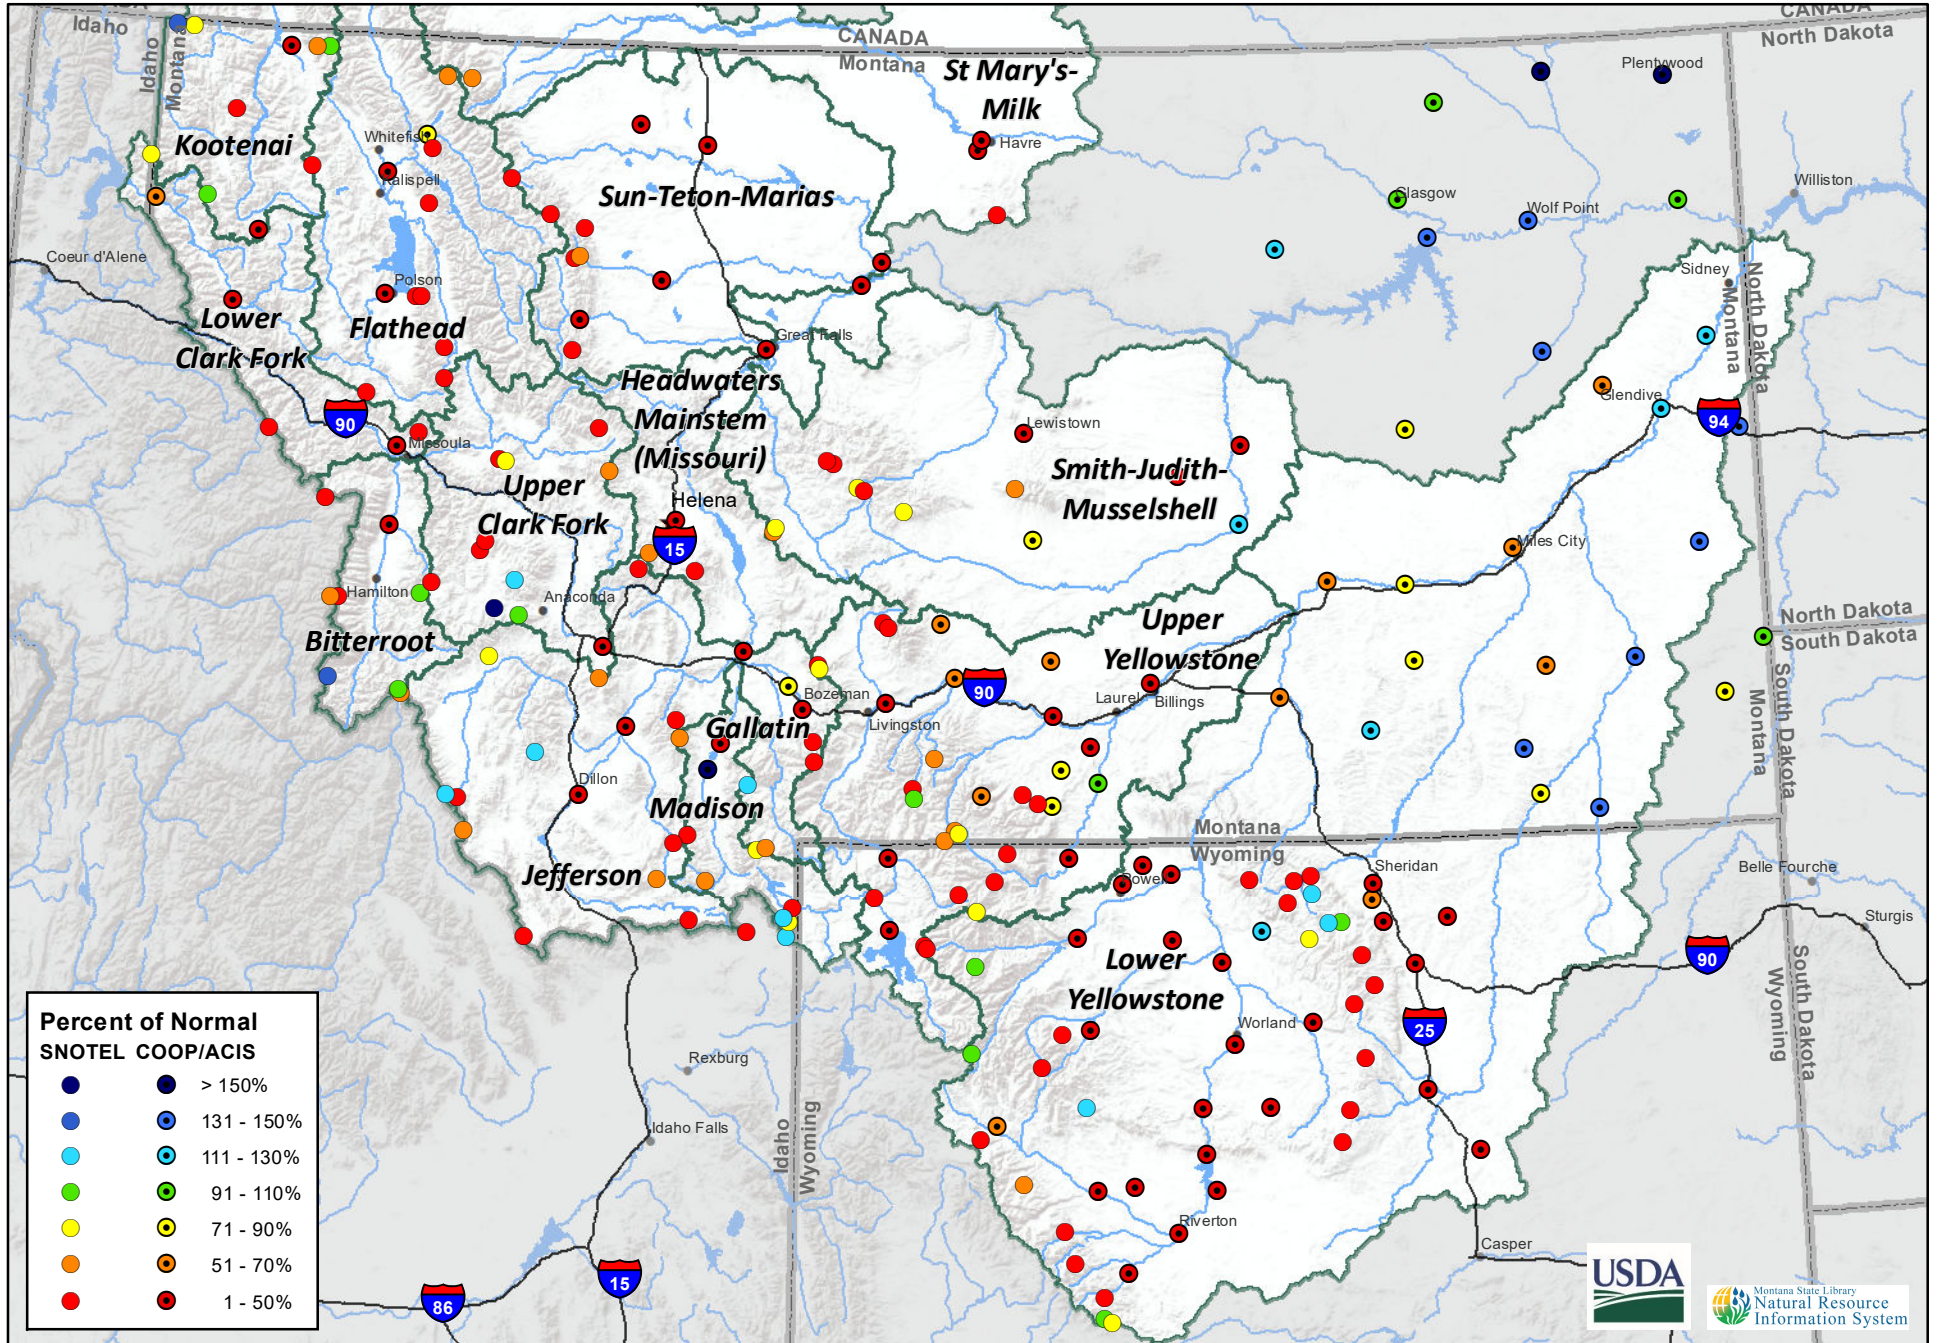 CANADA
North Dakota
Idaho
Idaho
Montana
CANADA
Montana
St Mary's-
Milk
Plentywood
Kootenai
Whitefish
Kalispell
Havre
Sun-Teton-Marias
Glasgow
Wolf Point
Williston
Coeur d'Alene
Polson
Sidney
Montana
North Dakota
Lower
Clark Fork
Flathead
Great Falls
Headwaters
Mainstem
(Missouri)
Glendive
90
94
Missoula
Lewistown
Smith-Judith-
Musselshell
Upper
Clark Fork
Helena
15
Miles City
Hamilton
Anaconda
Bitterroot
Upper
Yellowstone
North Dakota
South Dakota
Bozeman
90
Laurel
Billings
Livingston
Gallatin
Montana
South Dakota
Dillon
Madison
Montana
Wyoming
Jefferson
Powell
Sheridan
Belle Fourche
Sturgis
90
Lower
Yellowstone
Wyoming
South Dakota
Worland
25
Rexburg
Idaho Falls
Idaho
Wyoming
Riverton
Casper
15
86
Percent of Normal
SNOTEL COOP/ACIS
> 150%
131 - 150%
111 - 130%
91 - 110%
71 - 90%
51 - 70%
1 - 50%
USDA
Montana State Library
Natural Resource
Information System